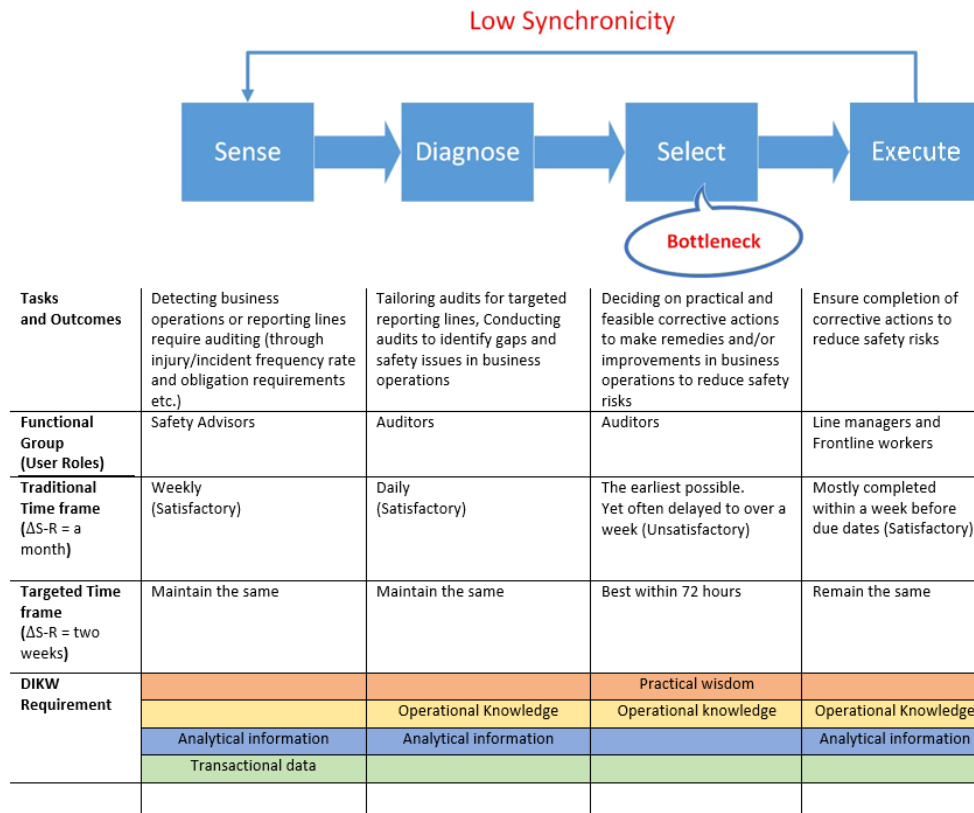 Low Synchronicity
Sense
Diagnose
Select
Execute
Bottleneck
Tasks
and Outcomes
Detecting business
operations or reporting lines
require auditing (through
injury/incident frequency rate
and obligation requirements
etc.)
Tailoring audits for targeted
reporting lines, Conducting
audits to identify gaps and
safety issues in business
operations
Deciding on practical and
feasible corrective actions
to make remedies and/or
improvements in business
operations to reduce safety
risks
Ensure completion of
corrective actions to
reduce safety risks
Functional
Group
(User Roles)
Safety Advisors
Auditors
Auditors
Line managers and
Frontline workers
Traditional
Time frame
(ΔS-R = a
month)
Weekly
(Satisfactory)
Daily
(Satisfactory)
The earliest possible.
Yet often delayed to over a
week (Unsatisfactory)
Mostly completed
within a week before
due dates (Satisfactory)
Targeted Time
frame
(ΔS-R = two
weeks)
Maintain the same
Maintain the same
Best within 72 hours
Remain the same
DIKW
Requirement
Practical wisdom
Operational Knowledge
Operational knowledge
Operational Knowledge
Analytical information
Analytical information
Analytical information
Transactional data